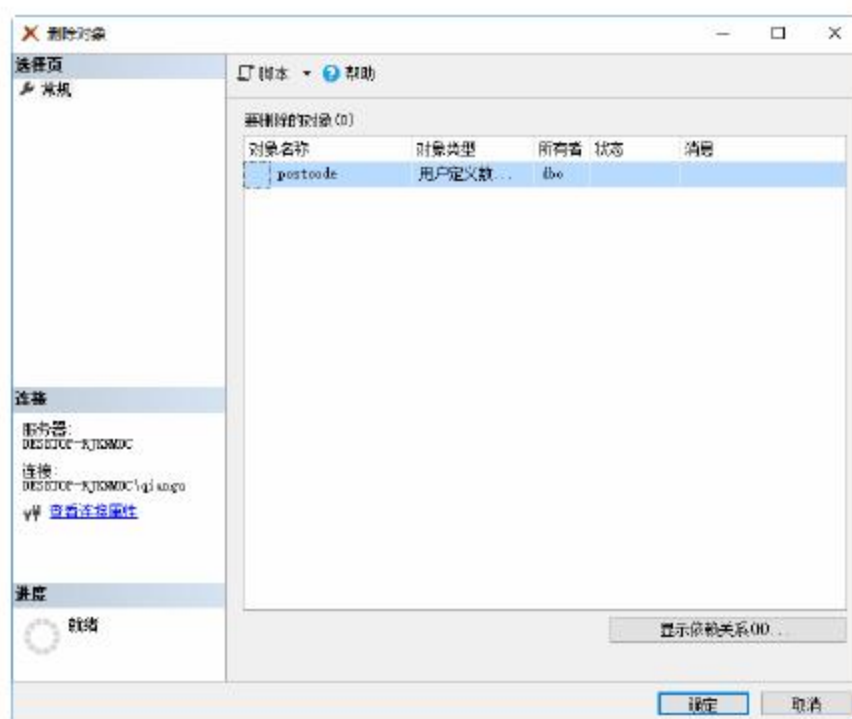 删除对象
选择页
常规
脚本 帮助
要删除的对象(O)
对象名称 对象类型 所有者 状态 消息
postcode 用户定义数... dbo
连接
服务器:
连接:
查看连接属性
进度
就绪
显示依赖关系(H)...
确定 取消